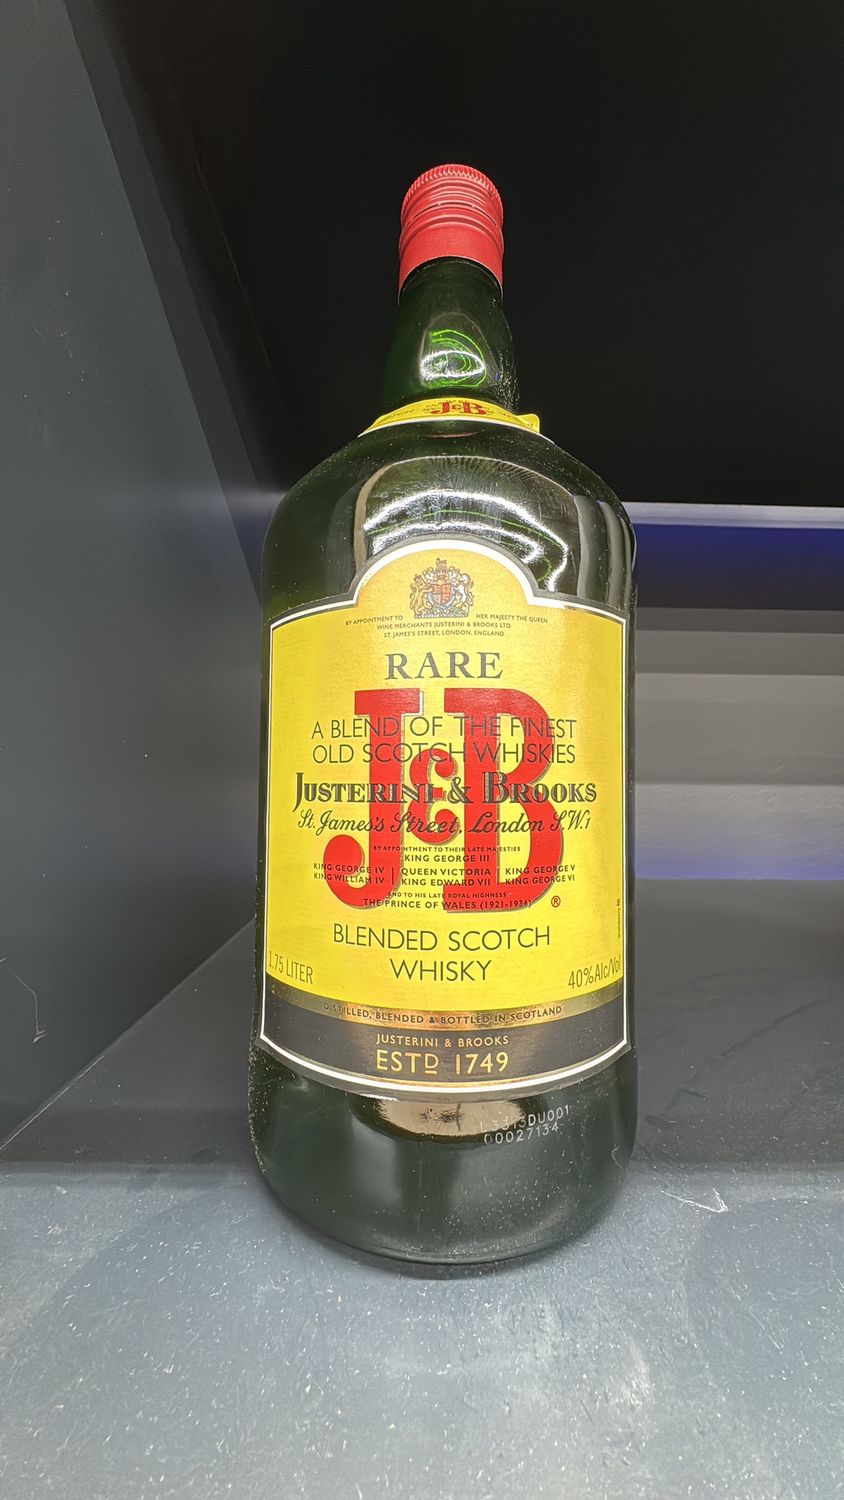 J&B
BY APPOINTMENT TO HER MAJESTY THE QUEEN
WINE MERCHANTS JUSTERINI & BROOKS LTD
ST. JAMES'S STREET, LONDON, ENGLAND
RARE
J&B
A BLEND OF THE FINEST
OLD SCOTCH WHISKIES
JUSTERINI & BROOKS
St. James's Street, London S.W.1
BY APPOINTMENT TO THEIR LATE MAJESTIES
KING GEORGE III
KING GEORGE IV QUEEN VICTORIA KING GEORGE V
KING WILLIAM IV KING EDWARD VII KING GEORGE VI
AND TO HIS LATE ROYAL HIGHNESS
THE PRINCE OF WALES (1921-1936)
®
BLENDED SCOTCH
WHISKY
1.75 LITER
40%Alc/Vol
DISTILLED, BLENDED & BOTTLED IN SCOTLAND
JUSTERINI & BROOKS
ESTD 1749
00027134